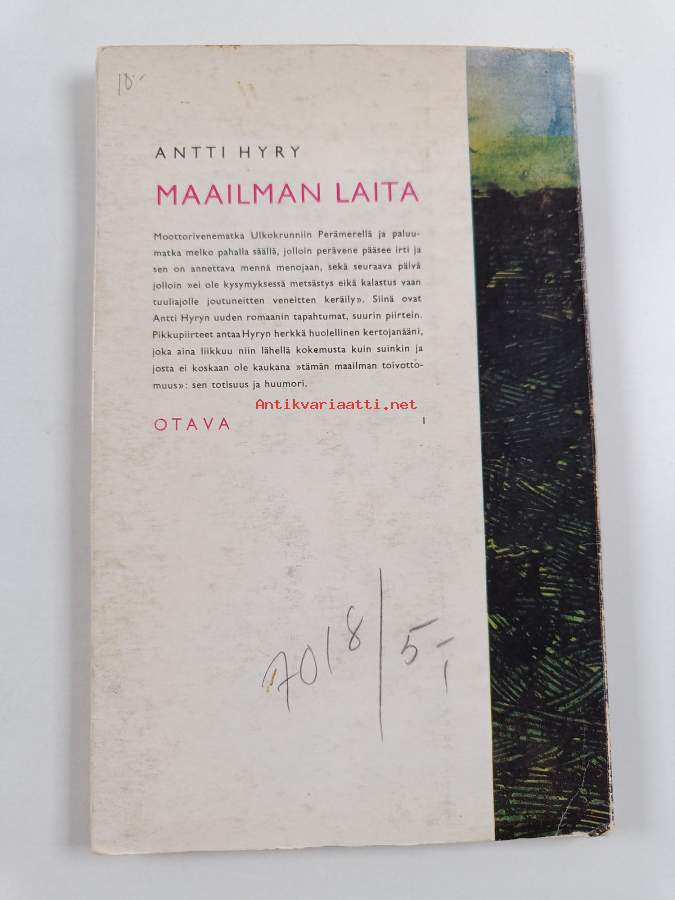 10.-
ANTTI HYRY
MAAILMAN LAITA
Moottorivenematka Ulkokrunniin Perämerellä ja paluu-
matka melko pahalla säällä, jolloin perävene pääsee irti ja
sen on annettava mennä menojaan, sekä seuraava päivä
jolloin »ei ole kysymyksessä metsästys eikä kalastus vaan
tuuliajolle joutuneitten veneitten keräily». Siinä ovat
Antti Hyryn uuden romaanin tapahtumat, suurin piirtein.
Pikkupiirteet antaa Hyryn herkkä huolellinen kertojanääni,
joka aina liikkuu niin lähellä kokemusta kuin suinkin ja
josta ei koskaan ole kaukana »tämän maailman toivotto-
muus»: sen totisuus ja huumori.
Antikvariaatti.net
OTAVA 1
7018/5,-